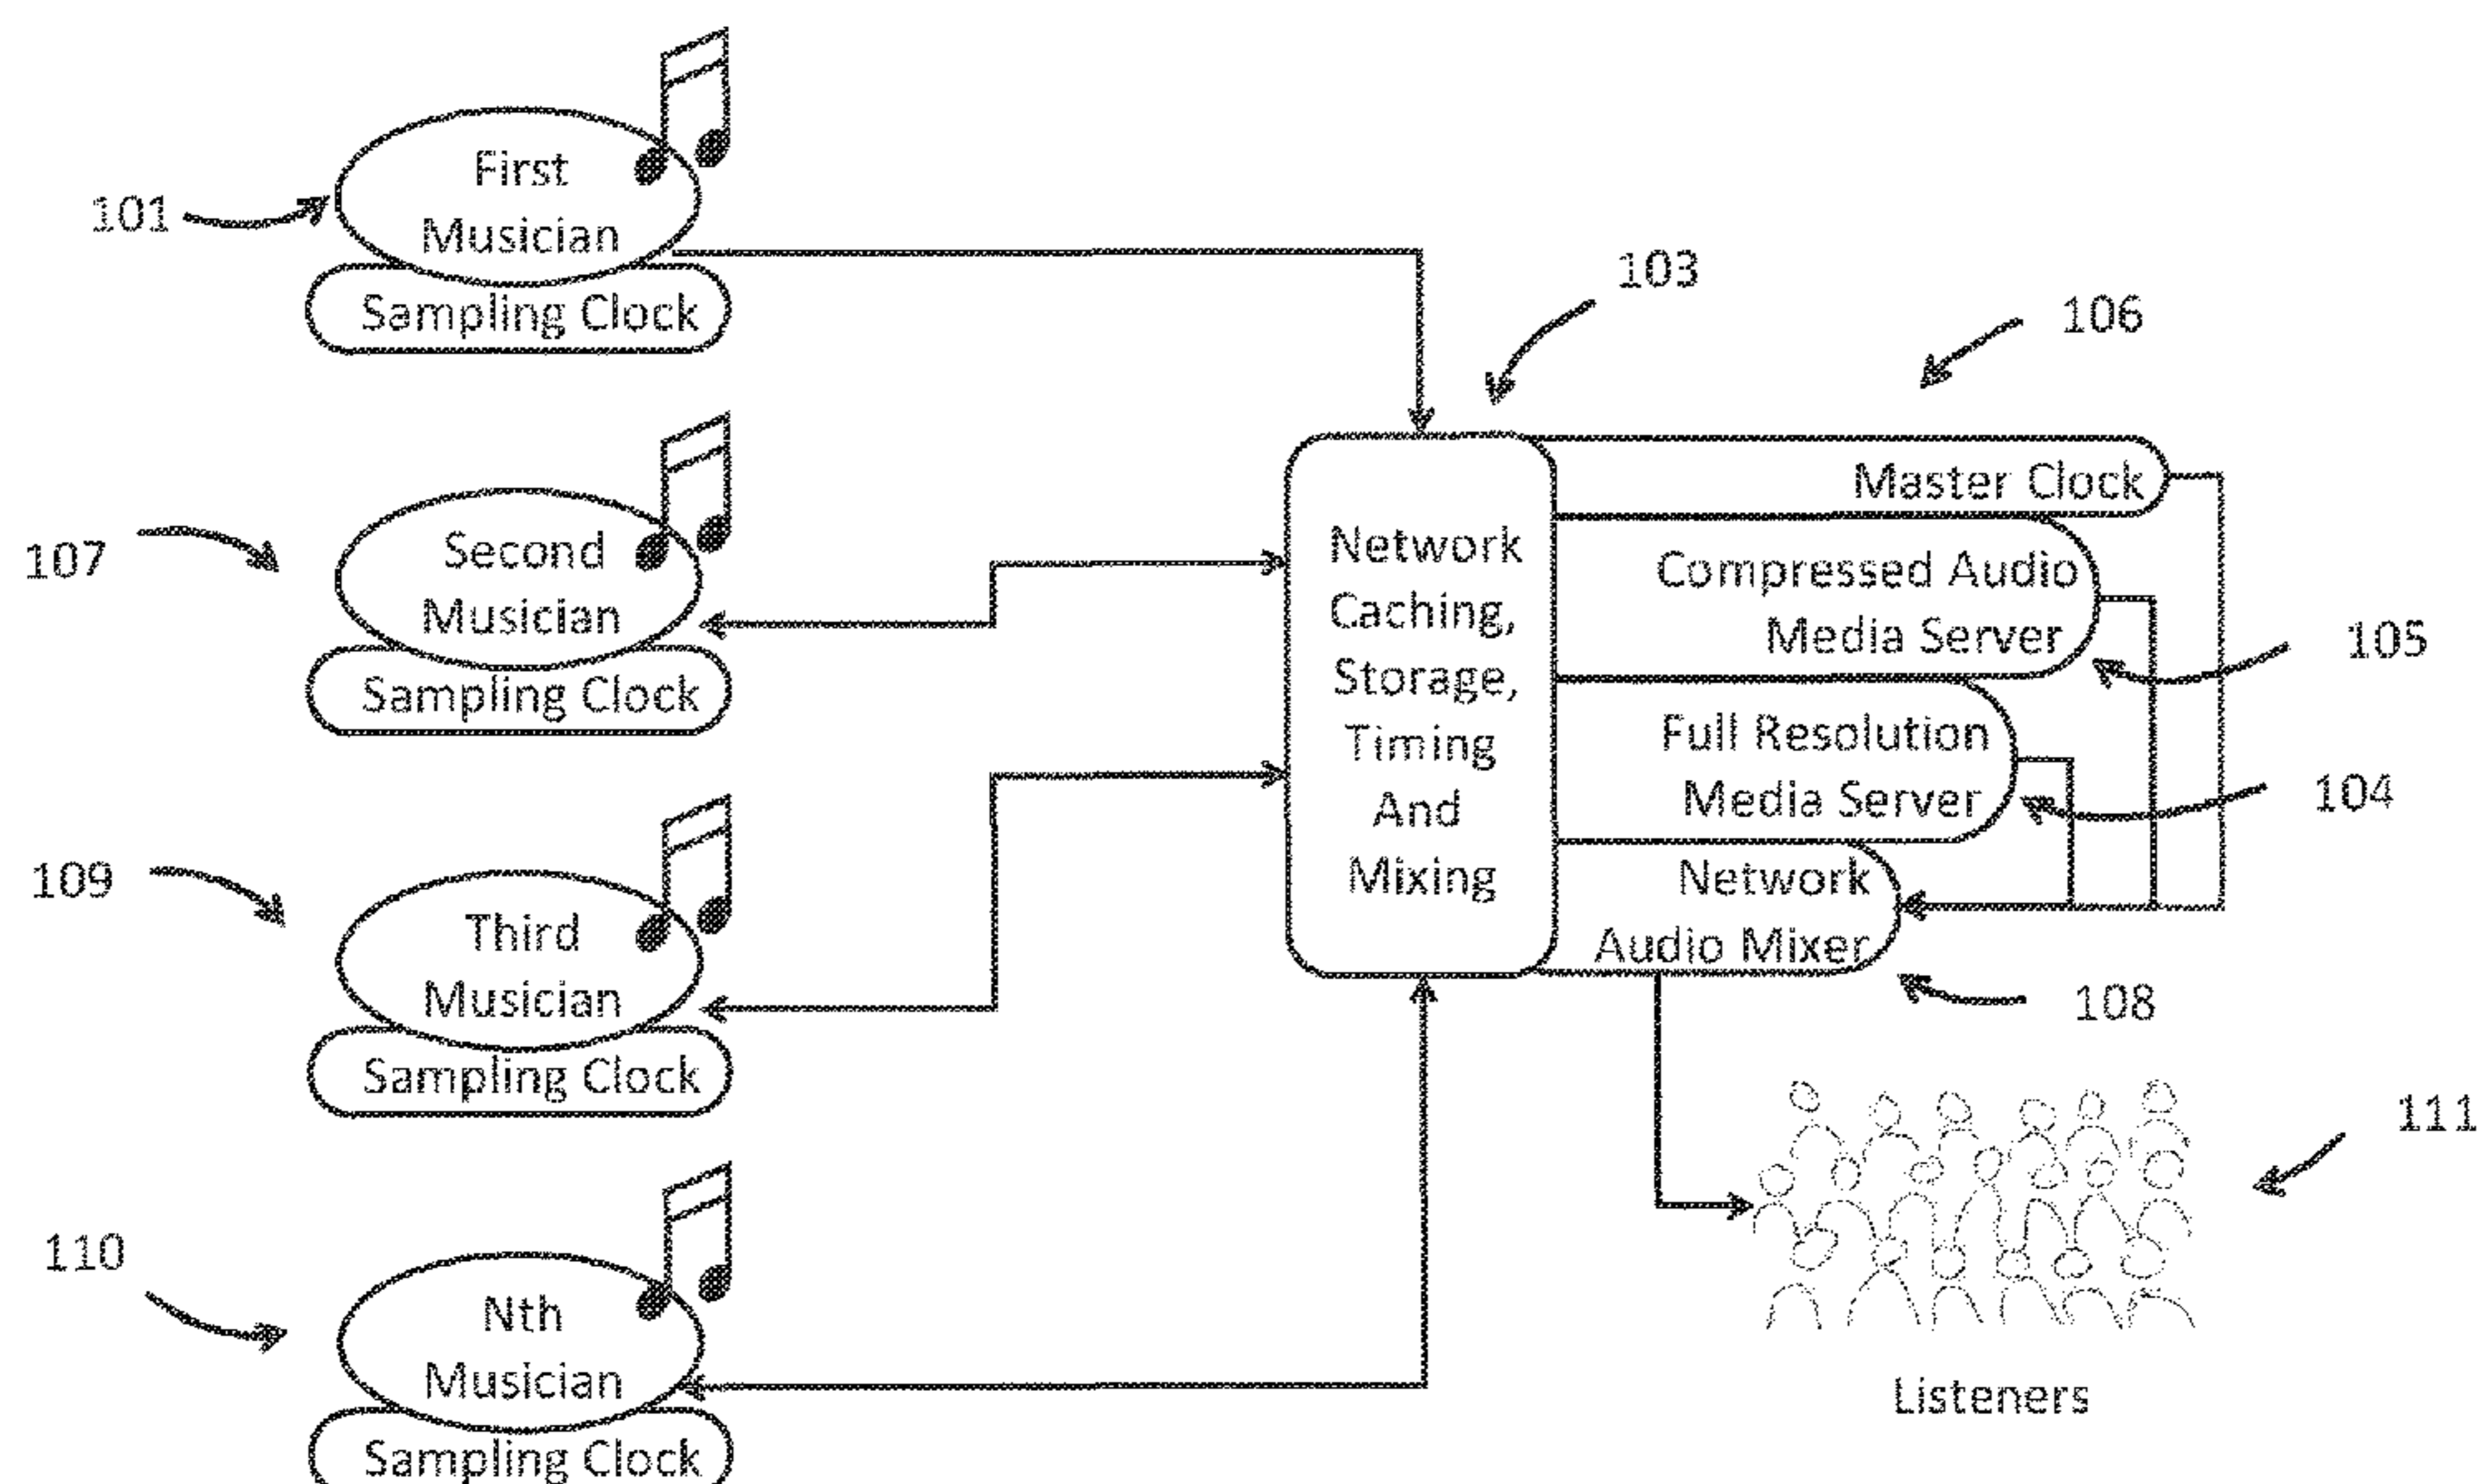 101
First
Musician
Sampling Clock
107
Second
Musician
Sampling Clock
109
Third
Musician
Sampling Clock
110
Nth
Musician
Sampling Clock
103
106
Network
Caching,
Storage,
Timing
And
Mixing
Master Clock
Compressed Audio
Media Server
105
Full Resolution
Media Server
104
Network
Audio Mixer
108
111
Listeners